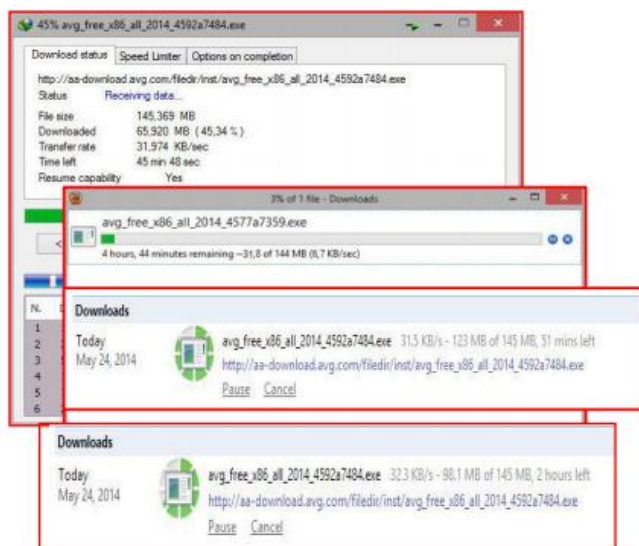 45% avg_free_x86_all_2014_4592a7484.exe
Download status Speed Limiter Options on completion
http://aa-download.avg.com/filedir/inst/avg_free_x86_all_2014_4592a7484.exe
Status Receiving data...
File size 145,369 MB
Downloaded 65,920 MB ( 45,34 % )
Transfer rate 31,974 KB/sec
Time left 45 min 48 sec
Resume capability Yes
3% of 1 file - Downloads
avg_free_x86_all_2014_4577a7359.exe
4 hours, 44 minutes remaining —31,8 of 144 MB (6,7 KB/sec)
<
N.
1
2
3
4
5
6
Downloads
Today
May 24, 2014
avg_free_x86_all_2014_4592a7484.exe 31.5 KB/s - 123 MB of 145 MB, 51 mins left
http://aa-download.avg.com/filedir/inst/avg_free_x86_all_2014_4592a7484.exe
Pause Cancel
Downloads
Today
May 24, 2014
avg_free_x86_all_2014_4592a7484.exe 32.3 KB/s - 98.1 MB of 145 MB, 2 hours left
http://aa-download.avg.com/filedir/inst/avg_free_x86_all_2014_4592a7484.exe
Pause Cancel